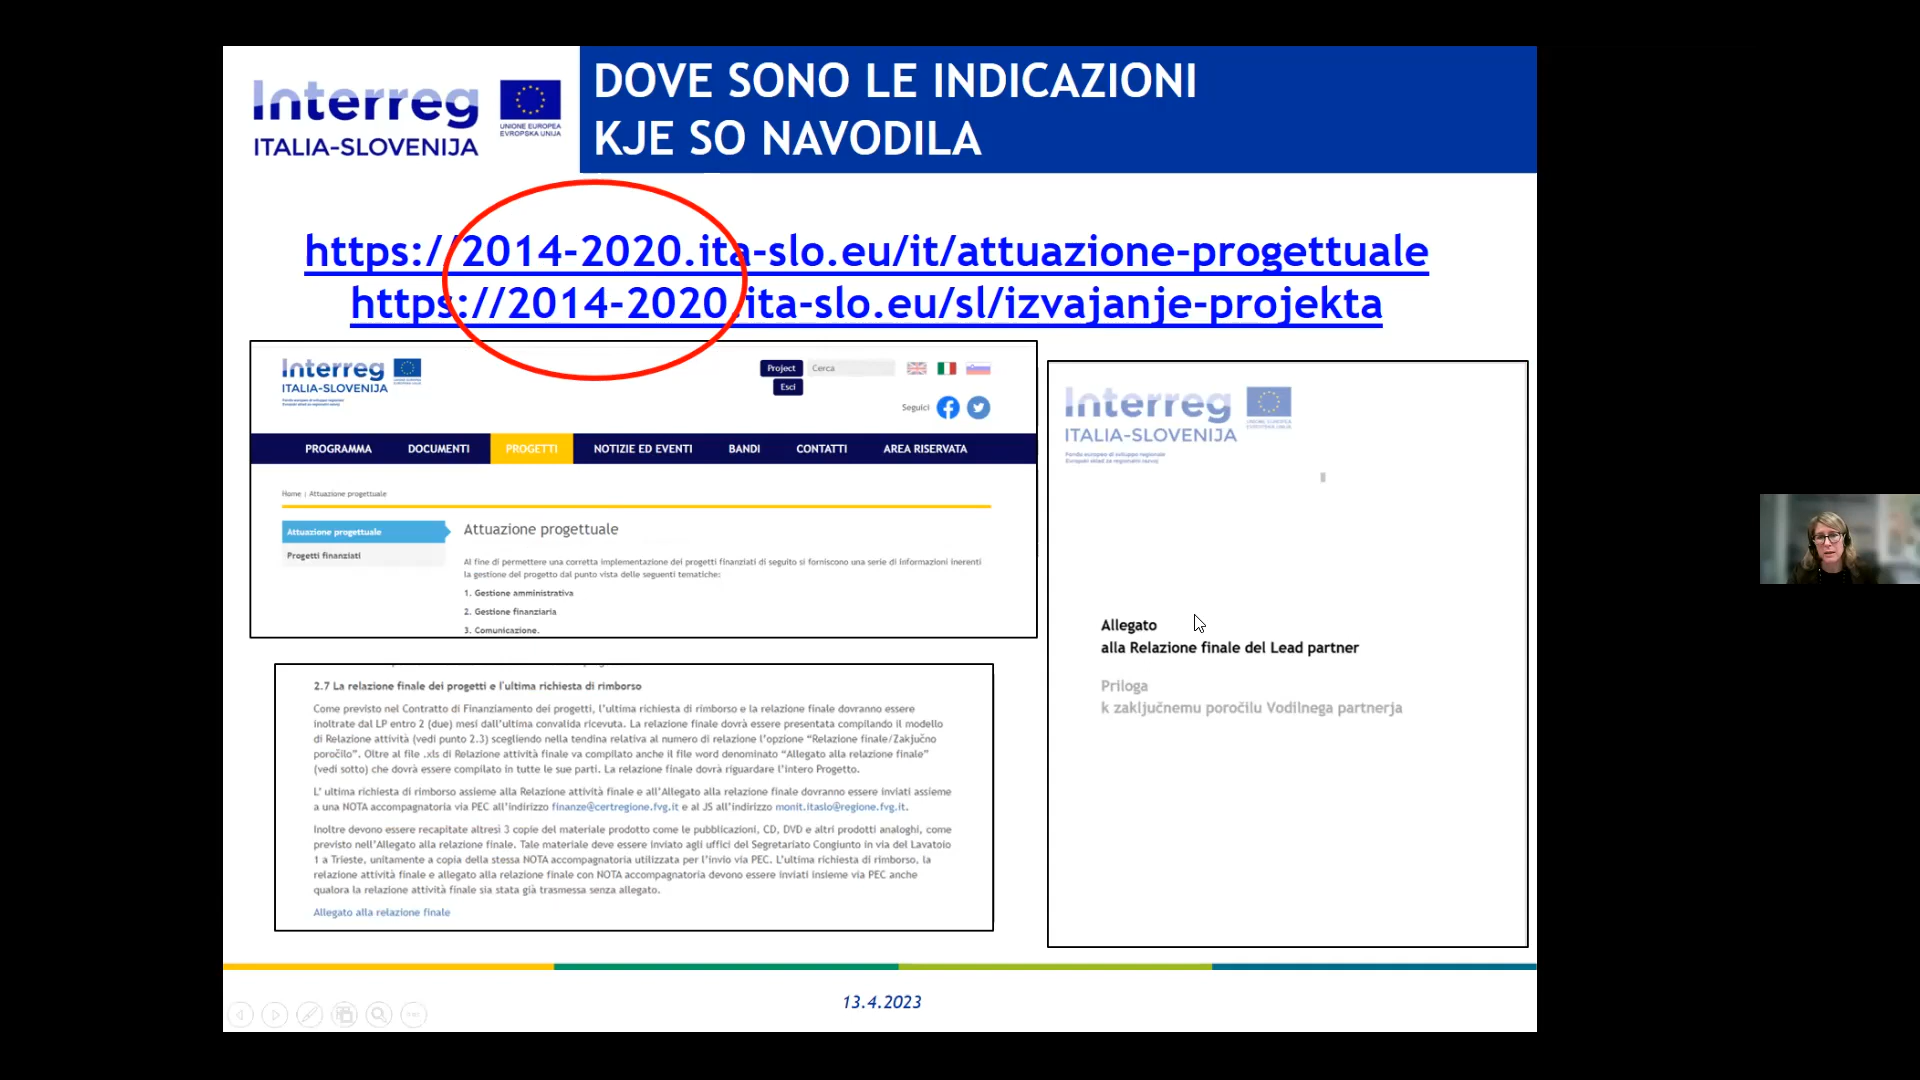 Interreg
ITALIA-SLOVENIJA
UNIONE EUROPEA
EVROPSKA UNIJA
DOVE SONO LE INDICAZIONI
KJE SO NAVODILA
https://2014-2020.ita-slo.eu/it/attuazione-progettuale
https://2014-2020.ita-slo.eu/sl/izvajanje-projekta
Interreg
ITALIA-SLOVENIJA
Project
Cerca
Esci
Seguici
PROGRAMMA DOCUMENTI PROGETTI NOTIZIE ED EVENTI BANDI CONTATTI AREA RISERVATA
Home | Attuazione progettuale
Attuazione progettuale
Progetti finanziati
Attuazione progettuale
Al fine di permettere una corretta implementazione dei progetti finanziati di seguito si forniscono una serie di informazioni inerenti
la gestione del progetto dal punto vista delle seguenti tematiche:
1. Gestione amministrativa
2. Gestione finanziaria
3. Comunicazione.
2.7 La relazione finale dei progetti e l'ultima richiesta di rimborso
Come previsto nel Contratto di Finanziamento dei progetti, l'ultima richiesta di rimborso e la relazione finale dovranno essere
inoltrate dal LP entro 2 (due) mesi dall'ultima convalida ricevuta. La relazione finale dovrà essere presentata compilando il modello
di Relazione attività (vedi punto 2.3) scegliendo nella tendina relativa al numero di relazione l'opzione "Relazione finale/Zakjučno
poročilo". Oltre al file .xls di Relazione attività finale va compilato anche il file word denominato "Allegato alla relazione finale"
(vedi sotto) che dovrà essere compilato in tutte le sue parti. La relazione finale dovrà riguardare l'intero Progetto.
L' ultima richiesta di rimborso assieme alla Relazione attività finale e all'Allegato alla relazione finale dovranno essere inviati assieme
a una NOTA accompagnatoria via PEC all'indirizzo finanze@certregione.fvg.it e al JS all'indirizzo monit.itaslo@regione.fvg.it.
Inoltre devono essere recapitate altresì 3 copie del materiale prodotto come le pubblicazioni, CD, DVD e altri prodotti analoghi, come
previsto nell'Allegato alla relazione finale. Tale materiale deve essere inviato agli uffici del Segretariato Congiunto in via del Lavatoio
1 a Trieste, unitamente a copia della stessa NOTA accompagnatoria utilizzata per l'invio via PEC. L'ultima richiesta di rimborso, la
relazione attività finale e allegato alla relazione finale con NOTA accompagnatoria devono essere inviati insieme via PEC anche
qualora la relazione attività finale sia stata già trasmessa senza allegato.
Allegato alla relazione finale
Interreg
ITALIA-SLOVENIJA
Fondo europeo di sviluppo regionale
Evropski sklad za regionalni razvoj
Allegato
alla Relazione finale del Lead partner
Priloga
k zaključnemu poročilu Vodilnega partnerja
13.4.2023